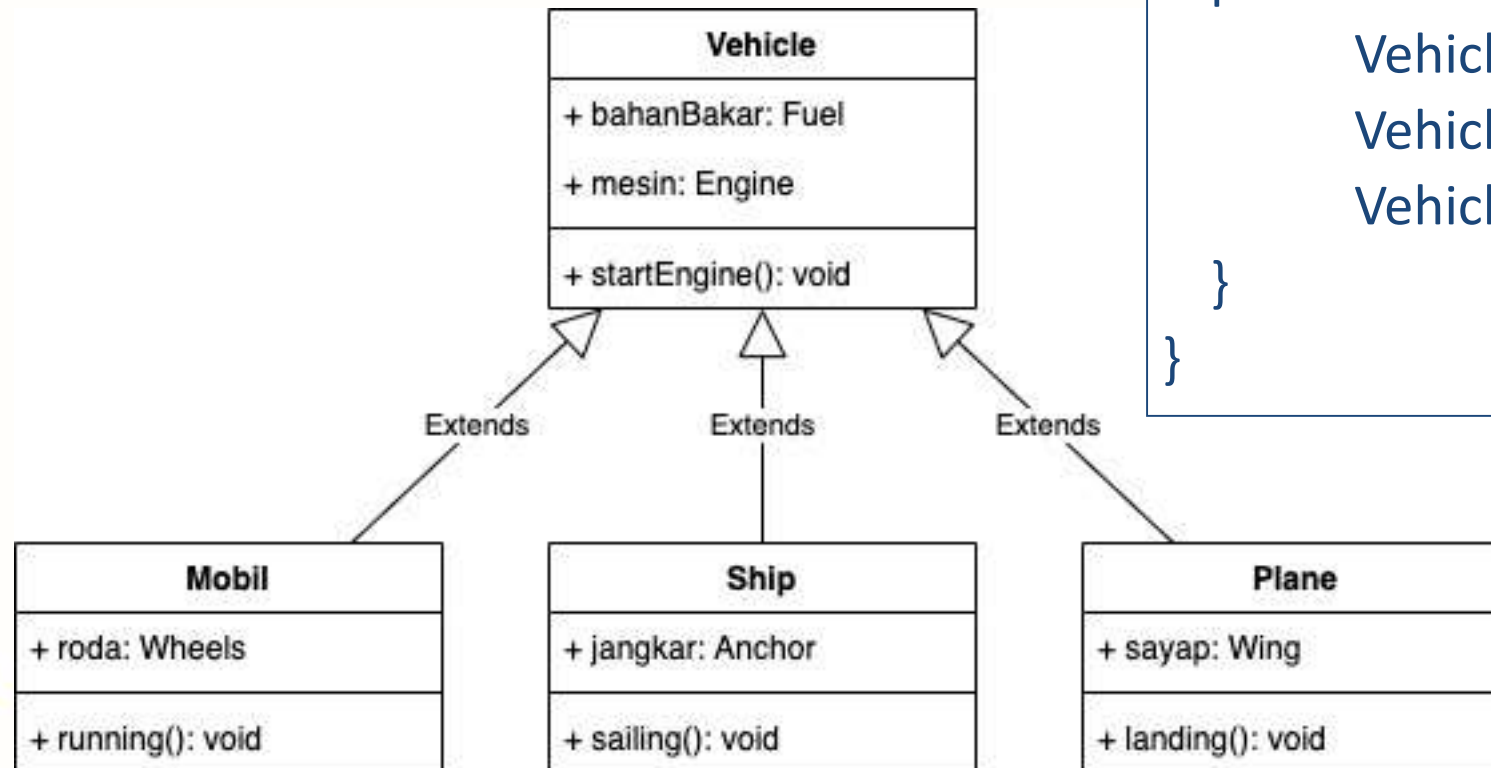 Vehicle
+ bahanBakar: Fuel
+ mesin: Engine
+ startEngine(): void
}
}
Extends
Extends
Extends
Mobil
+ roda: Wheels
+ running(): void
Ship
+ jangkar: Anchor
+ sailing(): void
Plane
+ sayap: Wing
+ landing(): void